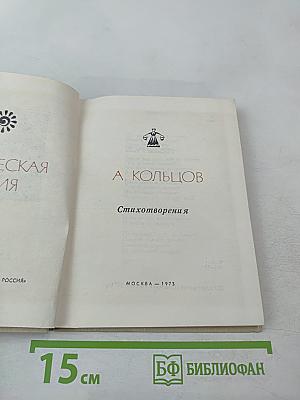 ЕСКАЯ
ИЯ
РОССИЯ»
А. КОЛЬЦОВ
Стихотворения
МОСКВА — 1973
15 см
БФ БИБЛИОФАН